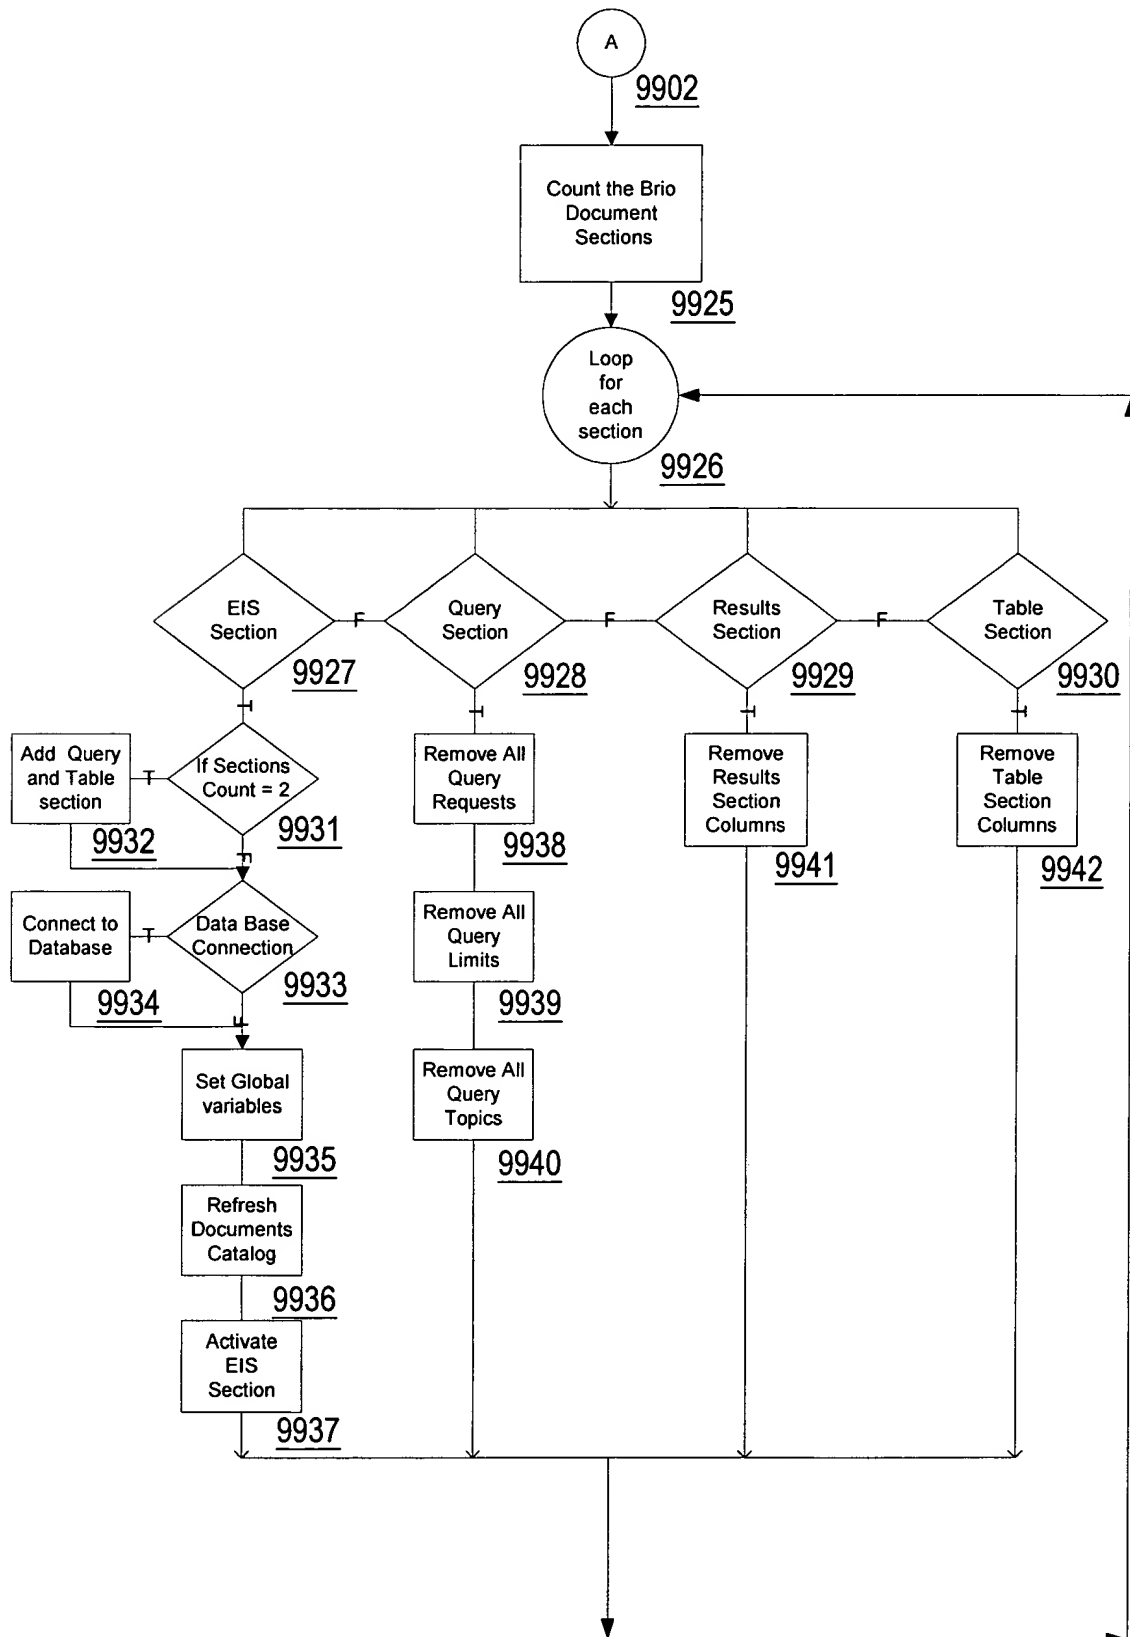 A
9902
Count the Brio
Document
Sections
9925
Loop
for
each
section
9926
EIS
Section
9927
F
Query
Section
9928
F
Results
Section
9929
F
Table
Section
9930
T
T
T
T
Add Query
and Table
section
9932
T
If Sections
Count = 2
9931
F
Connect to
Database
9934
T
Data Base
Connection
9933
F
Set Global
variables
9935
Refresh
Documents
Catalog
9936
Activate
EIS
Section
9937
Remove All
Query
Requests
9938
Remove All
Query
Limits
9939
Remove All
Query
Topics
9940
Remove
Results
Section
Columns
9941
Remove
Table
Section
Columns
9942